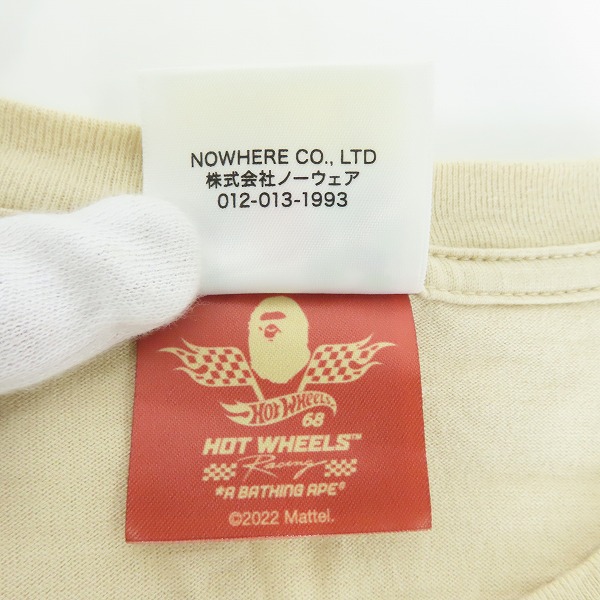 NOWHERE CO., LTD
株式会社ノーウェア
012-013-1993
HOT WHEELS™
68
HOT WHEELS™
Racing
*A BATHING APE®
©2022 Mattel.